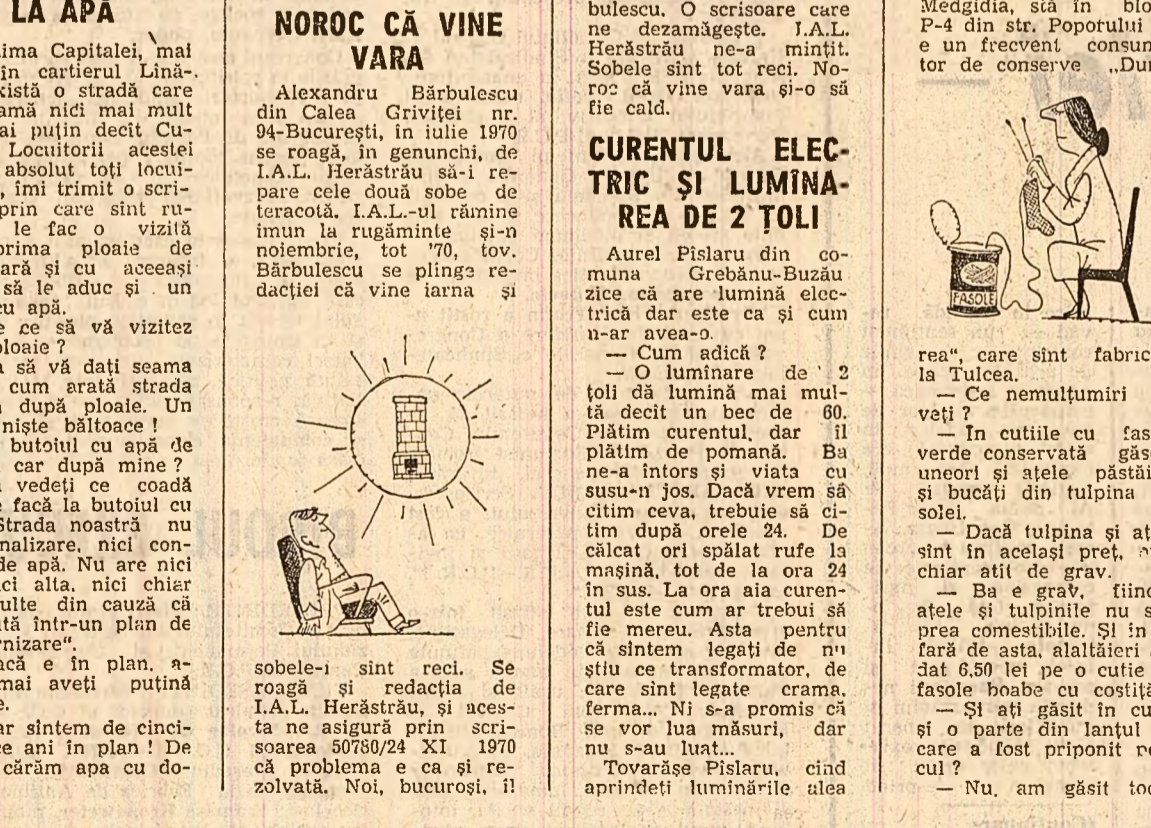 LA APĂ
ima Capitalei, mai
în cartierul Lină-.
xistă o stradă care
amă nici mai mult
ai puțin decît Cu-
Locuitorii acestei
absolut toți locui-
, îmi trimit o scri-
prin care sînt ru-
le fac o vizită
prima ploaie de
ară și cu aceeași
să le aduc și un
cu apă.
e ce să vă vizitez
ploaie ?
a să vă dați seama
cum arată strada
a după ploaie. Un
niște băltoace !
butoiul cu apă de
car după mine ?
a vedeți ce coadă
e facă la butoiul cu
Strada noastră nu
nalizare, nici con-
de apă. Nu are nici
ci alta, nici chiar
ulte din cauză că
ită într-un plan de
rnizare“.
acă e în plan, a-
mai aveți puțină
e.
ar sîntem de cinci-
ce ani în plan ! De
cărăm apa cu do-
NOROC CĂ VINE
VARA
Alexandru Bărbulescu
din Calea Griviței nr.
94-București, în iulie 1970
se roagă, în genunchi, de
I.A.L. Herăstrău să-i re-
pare cele două sobe de
teracotă. I.A.L.-ul rămîne
imun la rugăminte și-n
noiembrie, tot '70, tov.
Bărbulescu se plînge re-
dacției că vine iarna și
sobele-i sînt reci. Se
roagă și redacția de
I.A.L. Herăstrău, și aces-
ta ne asigură prin scri-
soarea 50780/24 XI 1970
că problema e ca și re-
zolvată. Noi, bucuroși, îl
bulescu. O scrisoare care
ne dezamăgește. I.A.L.
Herăstrău ne-a mințit.
Sobele sînt tot reci. No-
roc că vine vara și-o să
fie cald.
CURENTUL ELEC-
TRIC ȘI LUMÎNA-
REA DE 2 ȚOLI
Aurel Pîslaru din co-
muna Grebănu-Buzău
zice că are lumină elec-
trică dar este ca și cum
n-ar avea-o.
— Cum adică ?
— O lumînare de 2
țoli dă lumină mai mul-
tă decît un bec de 60.
Plătim curentul, dar îl
plătim de pomană. Ba
ne-a întors și viata cu
susu-n jos. Dacă vrem să
citim ceva, trebuie să ci-
tim după orele 24. De
călcat ori spălat rufe la
mașină, tot de la ora 24
în sus. La ora aia curen-
tul este cum ar trebui să
fie mereu. Asta pentru
că sîntem legați de nu
știu ce transformator, de
care sînt legate crama,
ferma... Ni s-a promis că
se vor lua măsuri, dar
nu s-au luat...
Tovarășe Pîslaru, cînd
aprindeți luminările alea
Medgidia, stă în blo
P-4 din str. Poporului
e un frecvent consum
tor de conserve „Dun
FASOLE
rea“, care sînt fabric
la Tulcea.
— Ce nemulțumiri
veți ?
— In cutiile cu fas
verde conservată găs
uneori și ațele păstăi
și bucăți din tulpina
solei.
— Dacă tulpina și aț
sînt în același preț,
chiar atît de grav.
— Ba e grav, fiind
ațele și tulpinile nu s
prea comestibile. Și în
fară de asta, alaltăieri
dat 6,50 lei pe o cutie
fasole boabe cu costiță
— Și ați găsit în cu
și o parte din lanțul
care a fost priponit po
cul ?
— Nu, am găsit toc